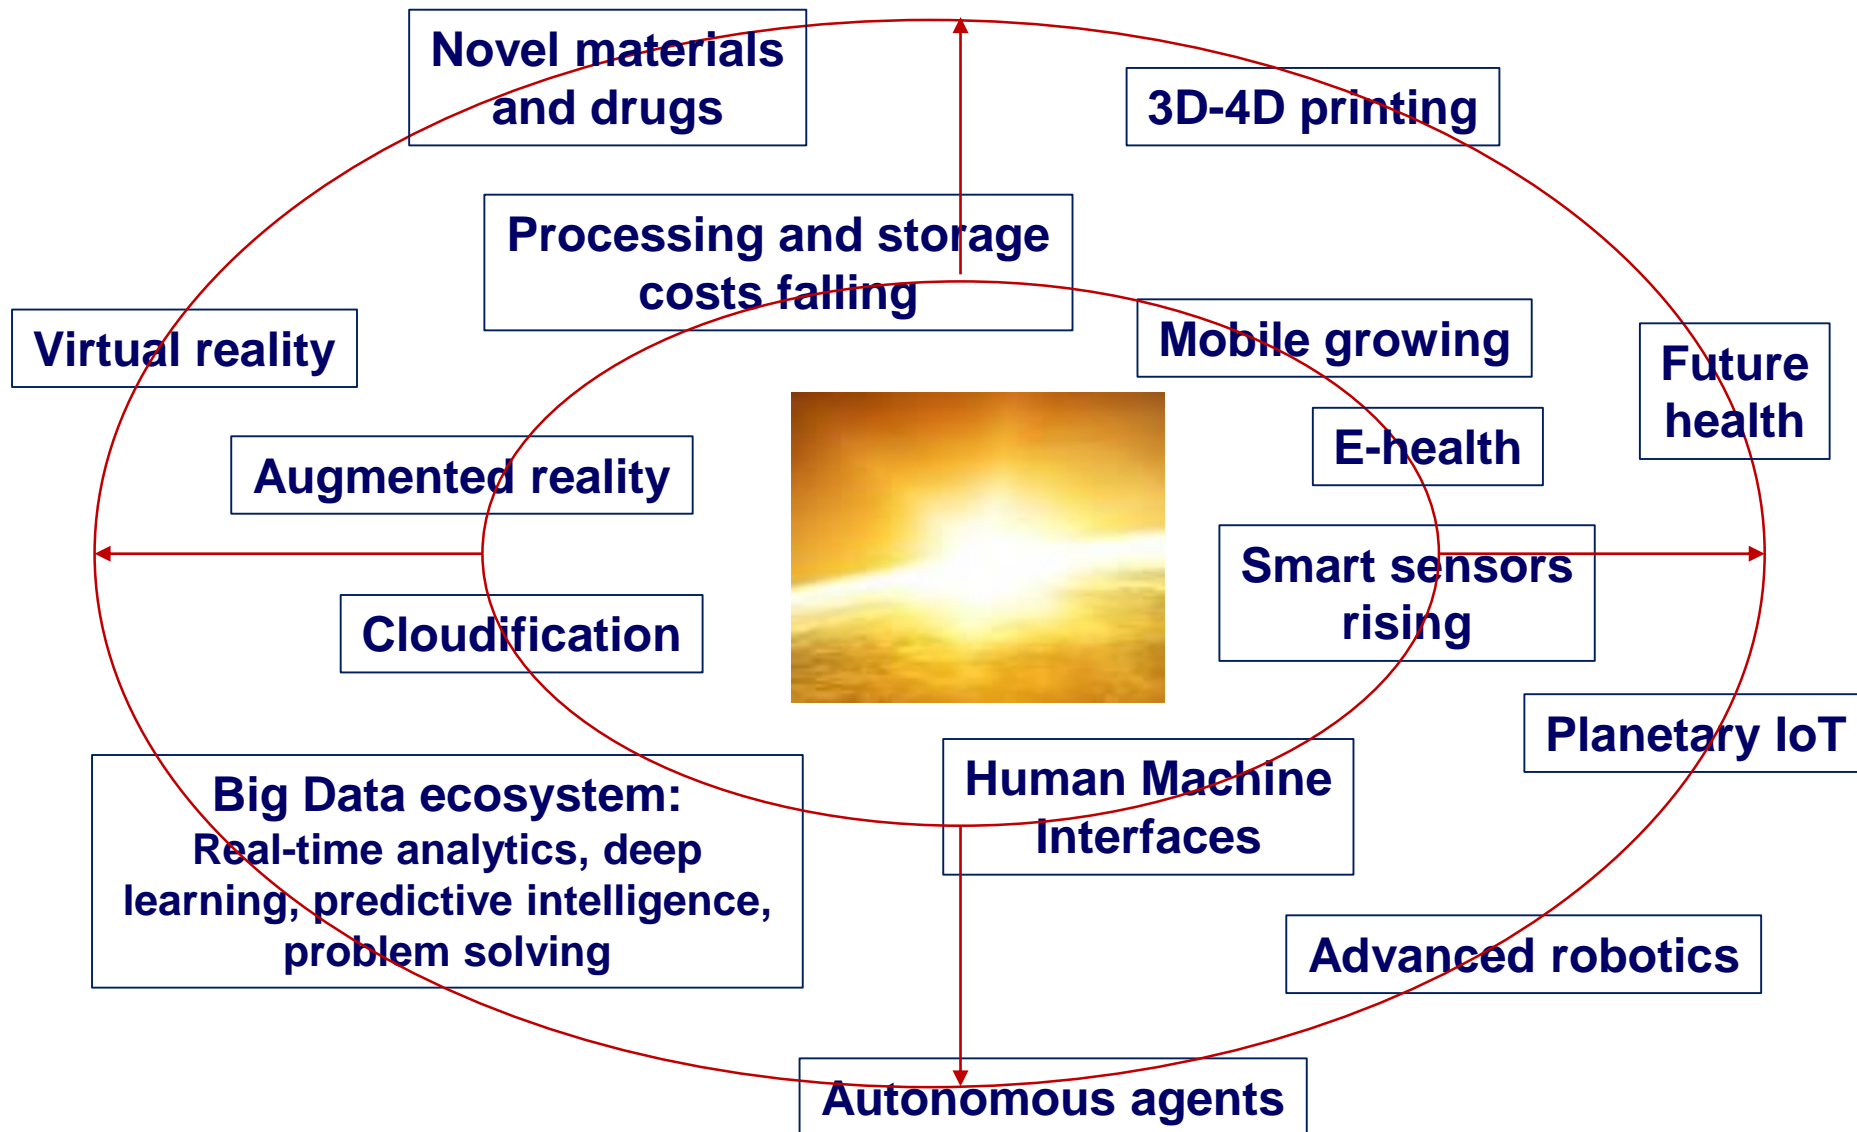 Novel materials
and drugs
3D-4D printing
Processing and storage
costs falling
Mobile growing
Virtual reality
Future
health
E-health
Augmented reality
Smart sensors
rising
Cloudification
Planetary IoT
Human Machine
Interfaces
Big Data ecosystem:
Real-time analytics, deep
learning, predictive intelligence,
problem solving
Advanced robotics
Autonomous agents